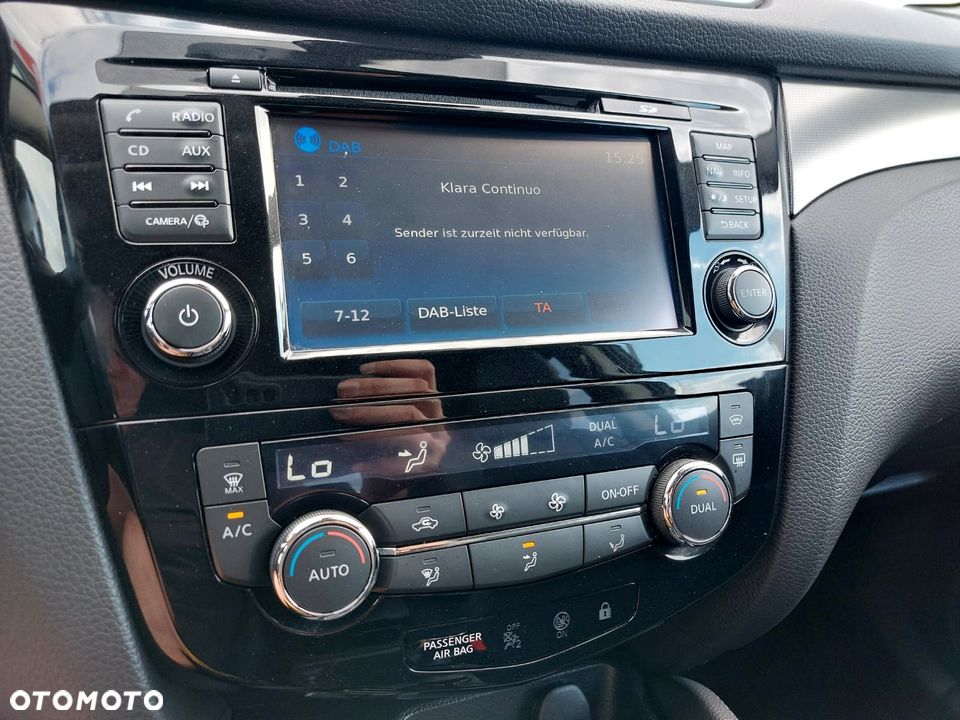 RADIO
CD AUX
CAMERA/
VOLUME
DAB
15:25
1 2
Klara Continuo
3 4
Sender ist zurzeit nicht verfügbar.
5 6
7-12 DAB-Liste TA
MAP
NAVI INFO
SETUP
BACK
ENTER
Lo
DUAL
A/C
Lo
MAX
A/C
AUTO
ON-OFF
DUAL
PASSENGER
AIR BAG
OFF
2
ON
OTOMOTO